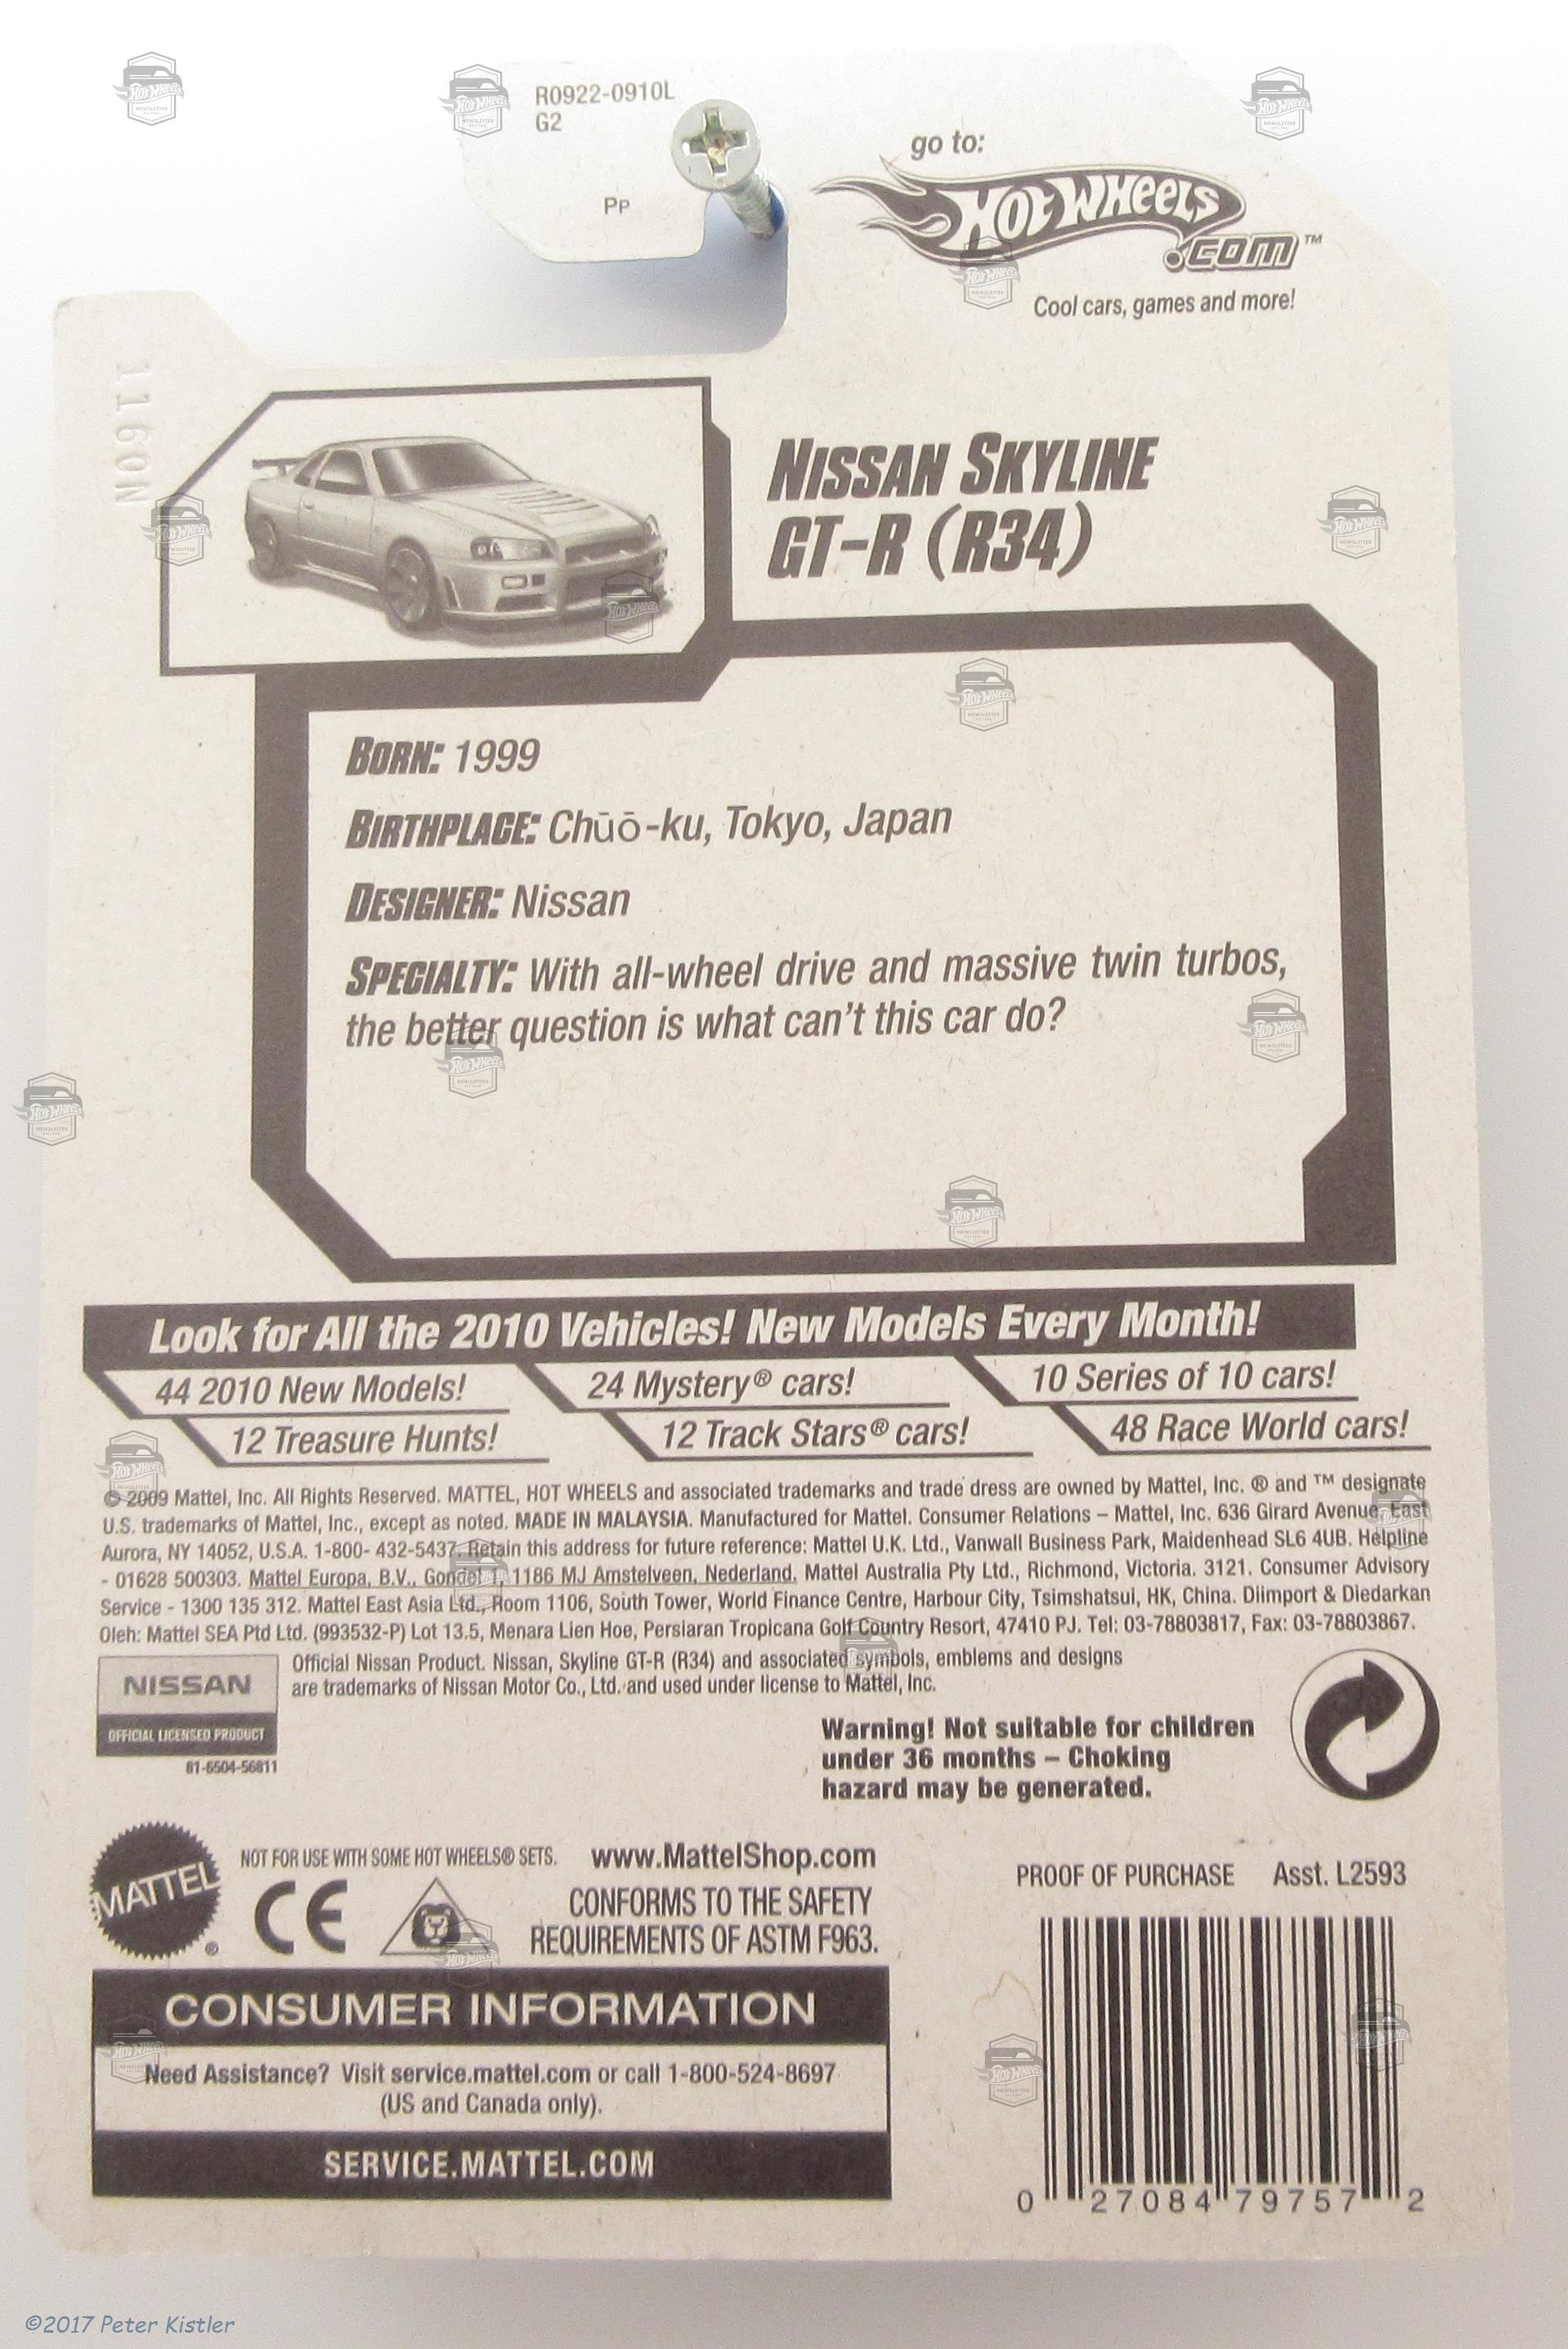 R0922-0910L
G2
PP
go to:
HOT WHEELS
.COM™
Cool cars, games and more!
1160N
NISSAN SKYLINE
GT-R (R34)
BORN: 1999
BIRTHPLACE: Chūō-ku, Tokyo, Japan
DESIGNER: Nissan
SPECIALTY: With all-wheel drive and massive twin turbos,
the better question is what can't this car do?
Look for All the 2010 Vehicles! New Models Every Month!
44 2010 New Models!
24 Mystery® cars!
10 Series of 10 cars!
12 Treasure Hunts!
12 Track Stars® cars!
48 Race World cars!
© 2009 Mattel, Inc. All Rights Reserved. MATTEL, HOT WHEELS and associated trademarks and trade dress are owned by Mattel, Inc. ® and ™ designate
U.S. trademarks of Mattel, Inc., except as noted. MADE IN MALAYSIA. Manufactured for Mattel. Consumer Relations – Mattel, Inc. 636 Girard Avenue, East
Aurora, NY 14052, U.S.A. 1-800- 432-5437. Retain this address for future reference: Mattel U.K. Ltd., Vanwall Business Park, Maidenhead SL6 4UB. Helpline
- 01628 500303. Mattel Europa, B.V., Gondel 1, 1186 MJ Amstelveen, Nederland. Mattel Australia Pty Ltd., Richmond, Victoria. 3121. Consumer Advisory
Service - 1300 135 312. Mattel East Asia Ltd., Room 1106, South Tower, World Finance Centre, Harbour City, Tsimshatsui, HK, China. Diimport & Diedarkan
Oleh: Mattel SEA Ptd Ltd. (993532-P) Lot 13.5, Menara Lien Hoe, Persiaran Tropicana Golf Country Resort, 47410 PJ. Tel: 03-78803817, Fax: 03-78803867.
NISSAN
OFFICIAL LICENSED PRODUCT
81-6504-56811
Official Nissan Product. Nissan, Skyline GT-R (R34) and associated symbols, emblems and designs
are trademarks of Nissan Motor Co., Ltd. and used under license to Mattel, Inc.
Warning! Not suitable for children
under 36 months – Choking
hazard may be generated.
MATTEL®
NOT FOR USE WITH SOME HOT WHEELS® SETS.
www.MattelShop.com
CE
CONFORMS TO THE SAFETY
REQUIREMENTS OF ASTM F963.
PROOF OF PURCHASE Asst. L2593
CONSUMER INFORMATION
Need Assistance? Visit service.mattel.com or call 1-800-524-8697
(US and Canada only).
SERVICE.MATTEL.COM
0 27084 79757 2
©2017 Peter Kistler